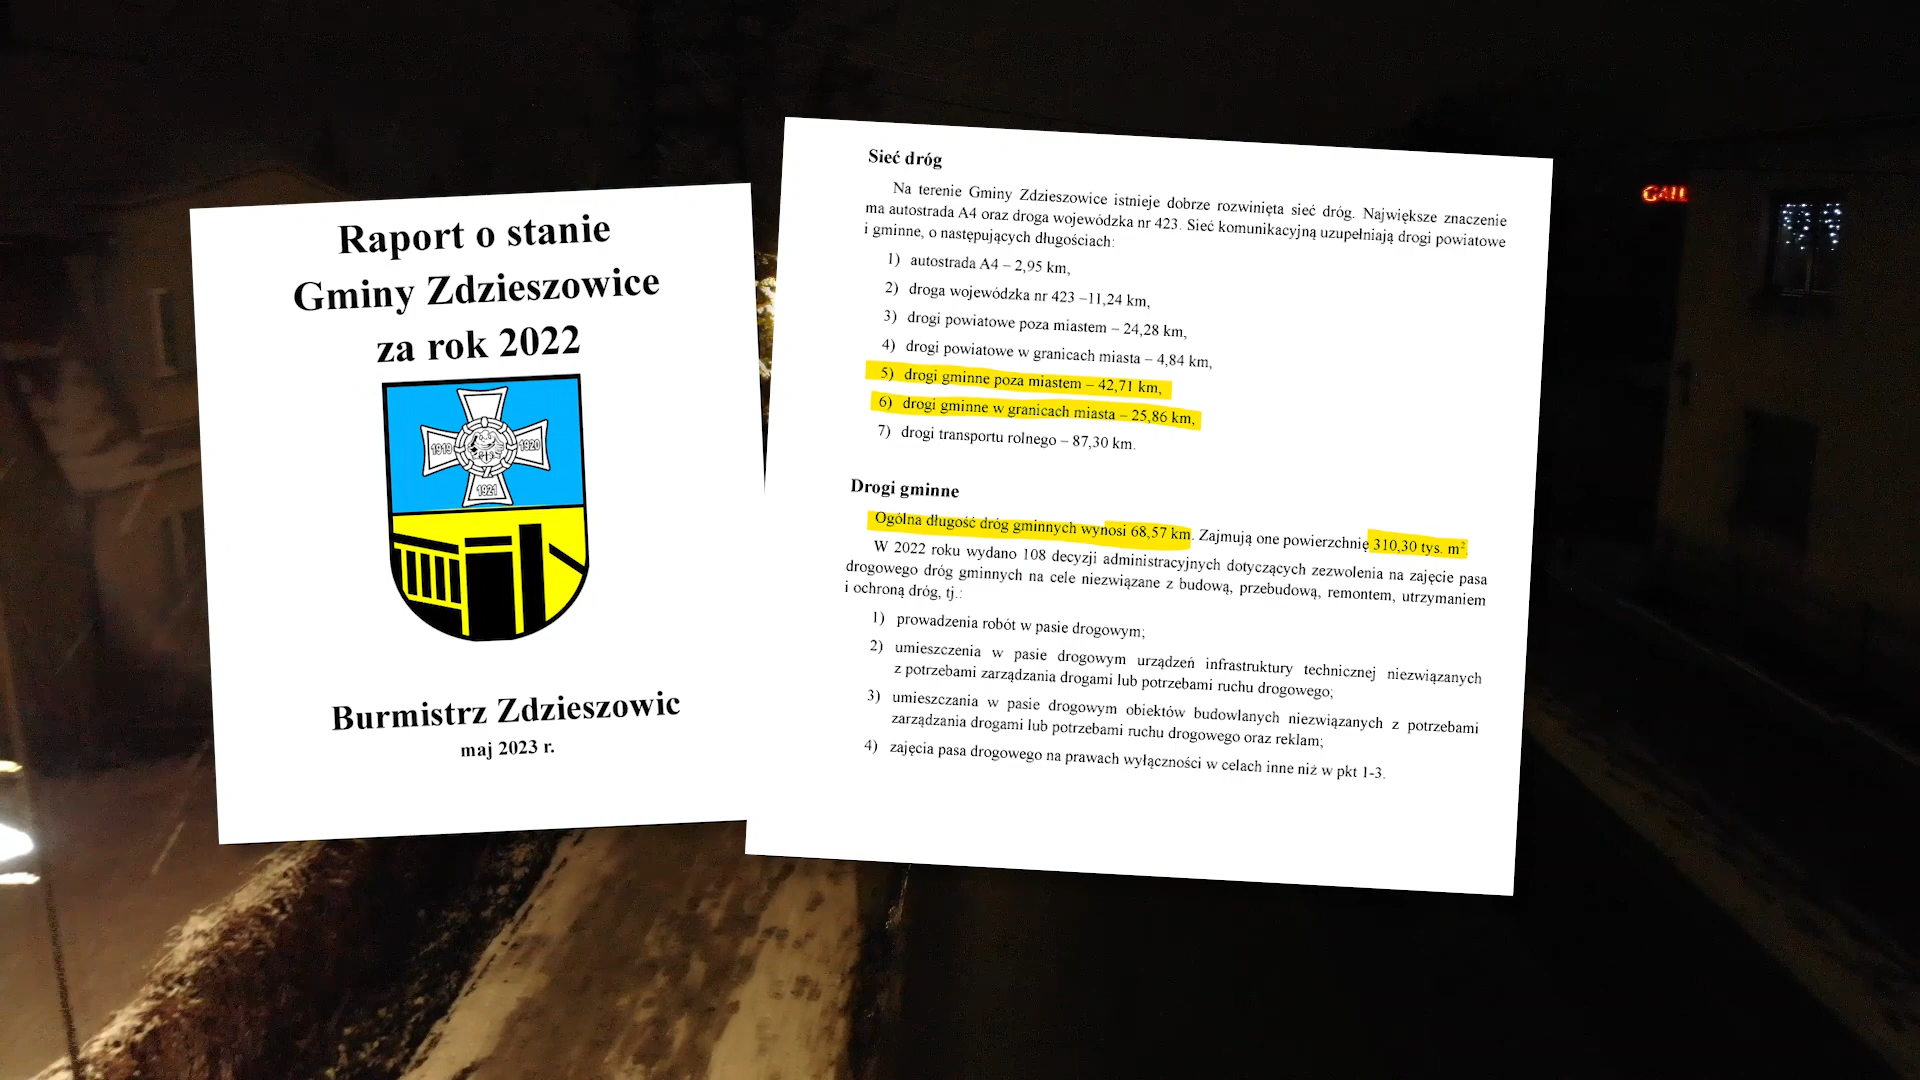 Raport o stanie
Gminy Zdzieszowice
za rok 2022
1919
1920
1921
Burmistrz Zdzieszowic
maj 2023 r.
Sieć dróg
Na terenie Gminy Zdzieszowice istnieje dobrze rozwinięta sieć dróg. Największe znaczenie
ma autostrada A4 oraz droga wojewódzka nr 423. Sieć komunikacyjną uzupełniają drogi powiatowe
i gminne, o następujących długościach:
1) autostrada A4 – 2,95 km,
2) droga wojewódzka nr 423 –11,24 km,
3) drogi powiatowe poza miastem – 24,28 km,
4) drogi powiatowe w granicach miasta – 4,84 km,
5) drogi gminne poza miastem – 42,71 km,
6) drogi gminne w granicach miasta – 25,86 km,
7) drogi transportu rolnego – 87,30 km.
Drogi gminne
Ogólna długość dróg gminnych wynosi 68,57 km. Zajmują one powierzchnię 310,30 tys. m².
W 2022 roku wydano 108 decyzji administracyjnych dotyczących zezwolenia na zajęcie pasa
drogowego dróg gminnych na cele niezwiązane z budową, przebudową, remontem, utrzymaniem
i ochroną dróg, tj.:
1) prowadzenia robót w pasie drogowym;
2) umieszczenia w pasie drogowym urządzeń infrastruktury technicznej niezwiązanych
z potrzebami zarządzania drogami lub potrzebami ruchu drogowego;
3) umieszczania w pasie drogowym obiektów budowlanych niezwiązanych z potrzebami
zarządzania drogami lub potrzebami ruchu drogowego oraz reklam;
4) zajęcia pasa drogowego na prawach wyłączności w celach inne niż w pkt 1-3.